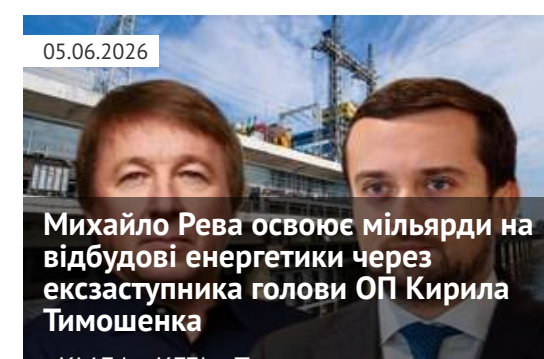 05.06.2026
Михайло Рева освоює мільярди на
відбудові енергетики через
ексзаступника голови ОП Кирила
Тимошенка